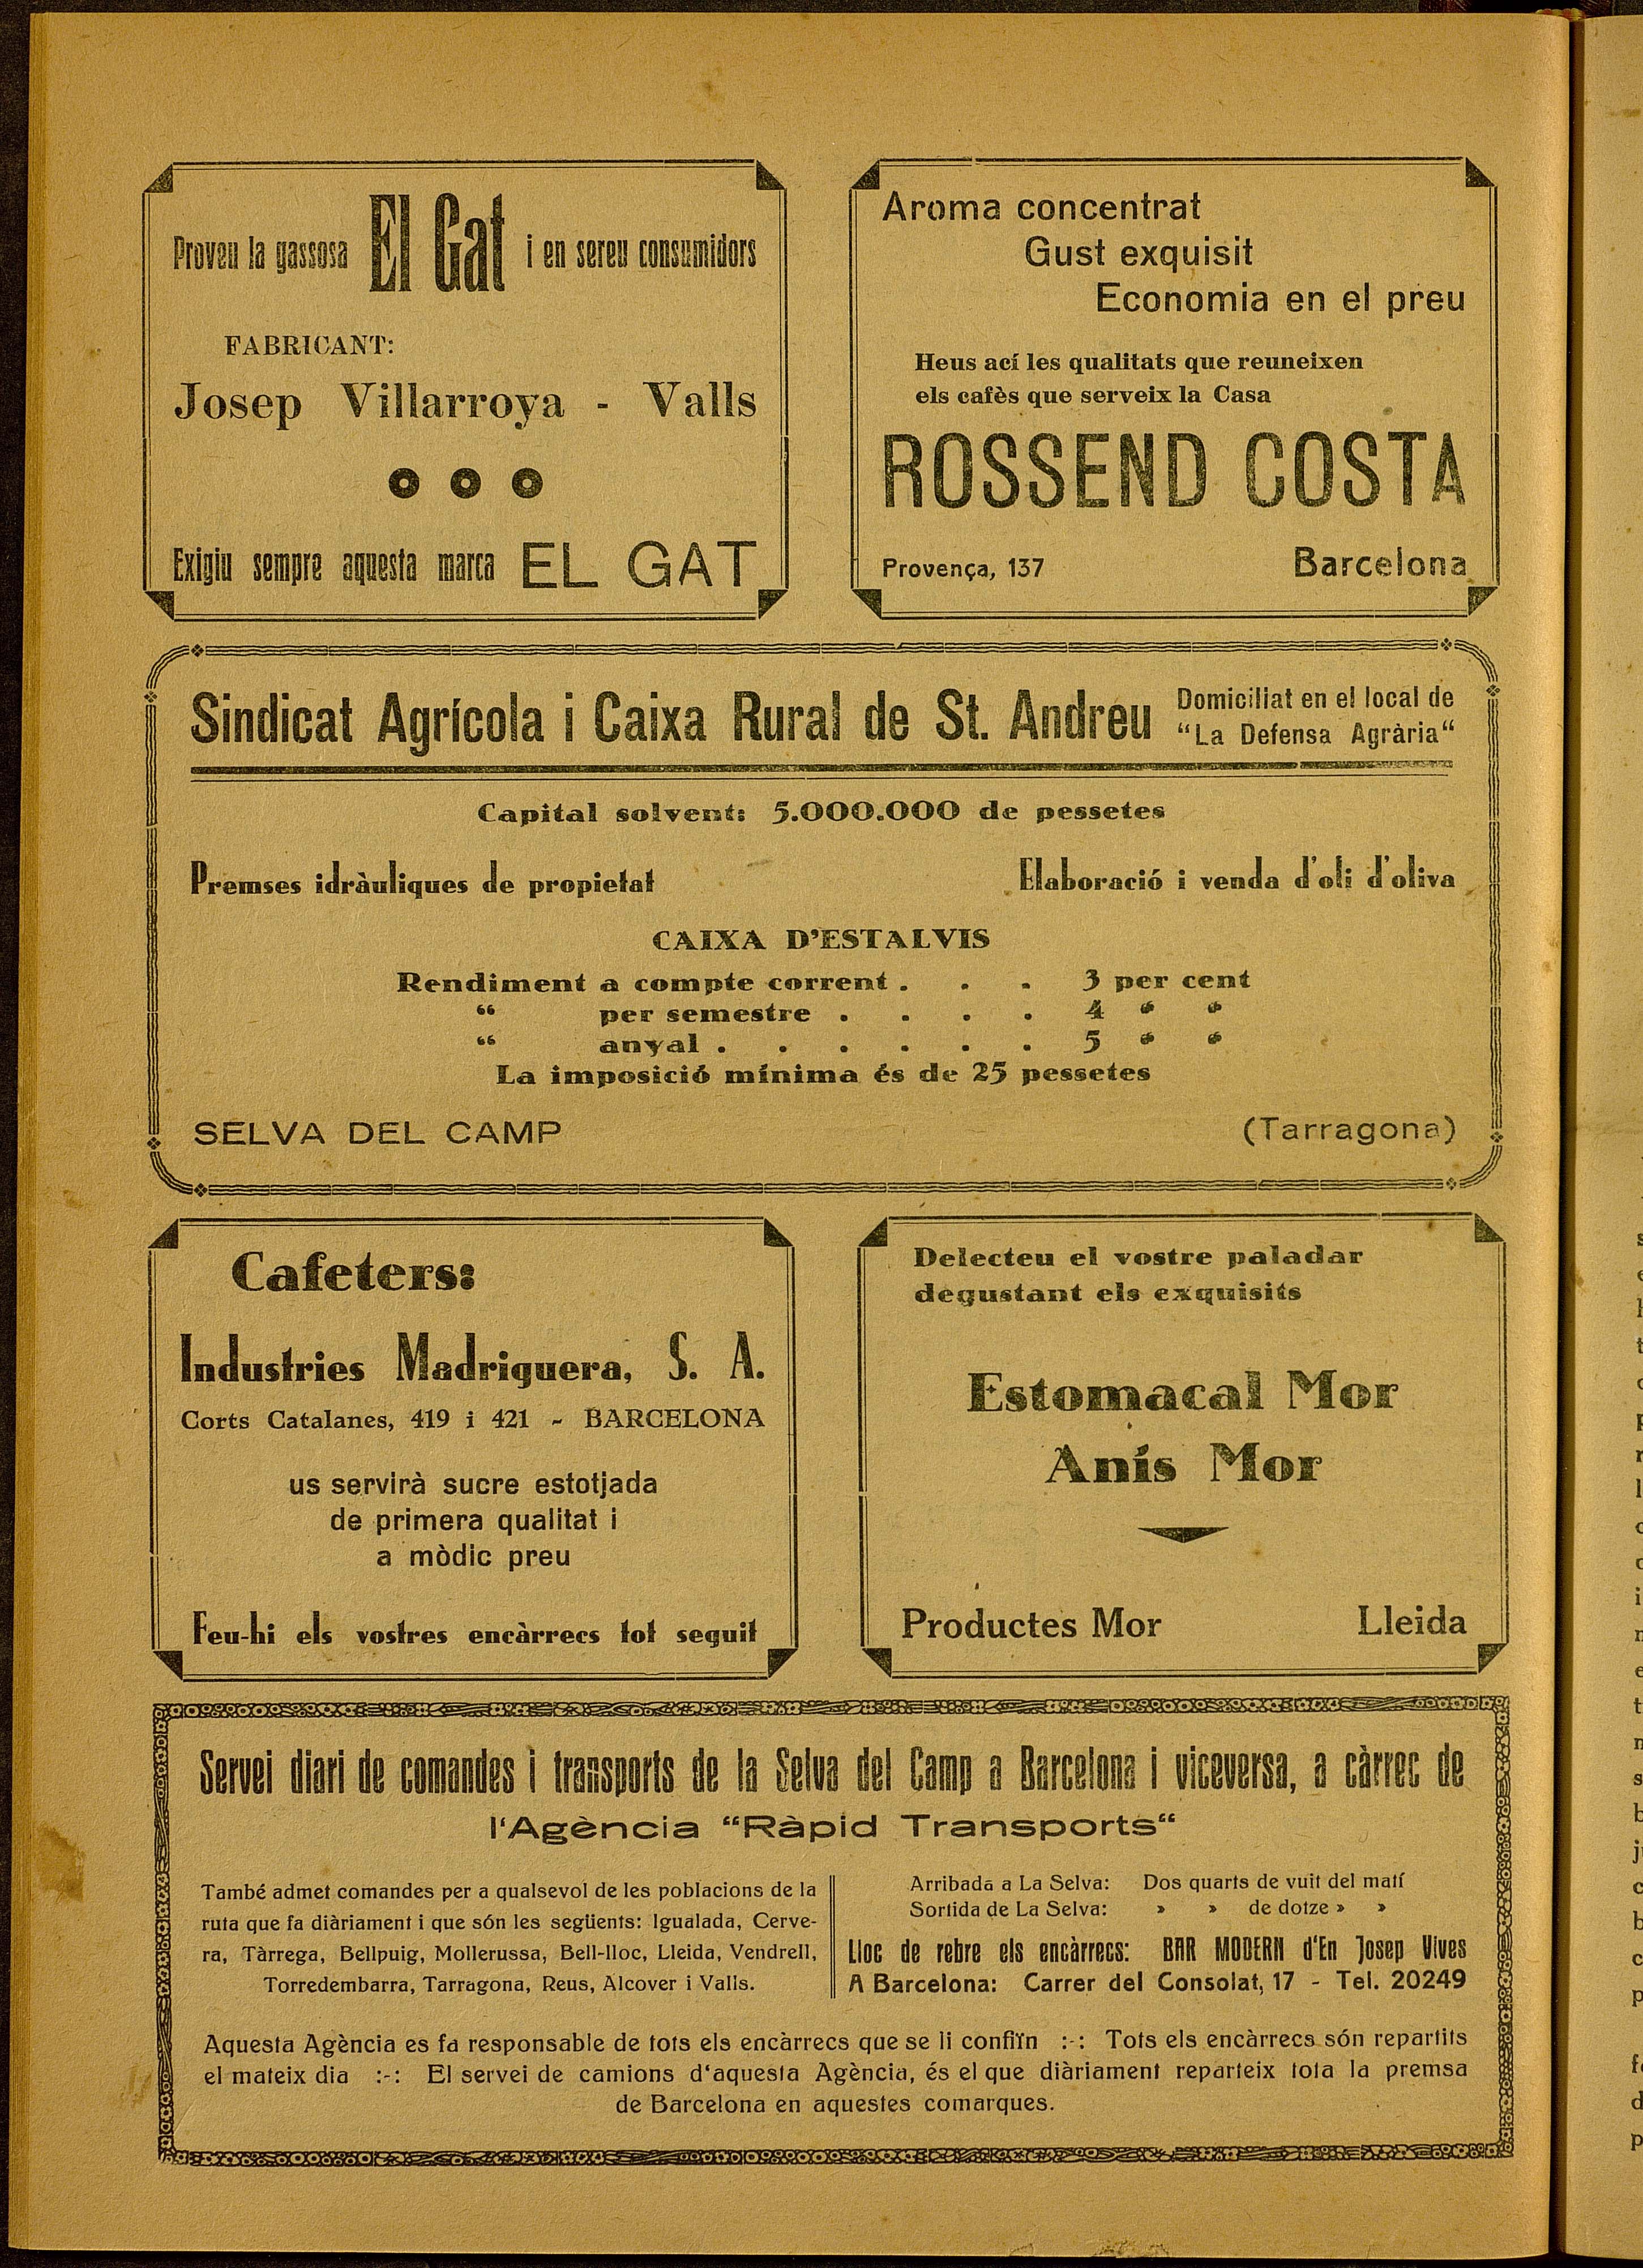 Proveu la gassosa El Gat i en sereu consumidors
FABRICANT:
Josep Villarroya - Valls
Exigiu sempre aquesta marca EL GAT
Aroma concentrat
Gust exquisit
Economia en el preu
Heus ací les qualitats que reuneixen
els cafès que serveix la Casa
ROSSEND COSTA
Provença, 137 Barcelona
Sindicat Agrícola i Caixa Rural de St. Andreu
Domiciliat en el local de
“La Defensa Agrària“
Capital solvent: 5.000.000 de pessetes
Premses idràuliques de propietat Elaboració i venda d'oli d'oliva
CAIXA D'ESTALVIS
Rendiment a compte corrent . . . 3 per cent
“ per semestre . . . . 4 “ “
“ anyal . . . . . . 5 “ “
La imposició mínima és de 25 pessetes
SELVA DEL CAMP (Tarragona)
Cafeters:
Industries Madriguera, S. A.
Corts Catalanes, 419 i 421 - BARCELONA
us servirà sucre estotjada
de primera qualitat i
a mòdic preu
Feu-hi els vostres encàrrecs tot seguit
Delecteu el vostre paladar
degustant els exquisits
Estomacal Mor
Anís Mor
Productes Mor Lleida
Servei diari de comandes i transports de la Selva del Camp a Barcelona i viceversa, a càrrec de
l'Agència “Ràpid Transports“
També admet comandes per a qualsevol de les poblacions de la
ruta que fa diàriament i que són les següents: Igualada, Cerve-
ra, Tàrrega, Bellpuig, Mollerussa, Bell-lloc, Lleida, Vendrell,
Torredembarra, Tarragona, Reus, Alcover i Valls.
Arribada a La Selva: Dos quarts de vuit del matí
Sortida de La Selva: » » de dotze » »
Lloc de rebre els encàrrecs: BAR MODERN d'En Josep Vives
A Barcelona: Carrer del Consolat, 17 - Tel. 20249
Aquesta Agència es fa responsable de tots els encàrrecs que se li confiïn :-: Tots els encàrrecs són repartits
el mateix dia :-: El servei de camions d'aquesta Agència, és el que diàriament reparteix tota la premsa
de Barcelona en aquestes comarques.